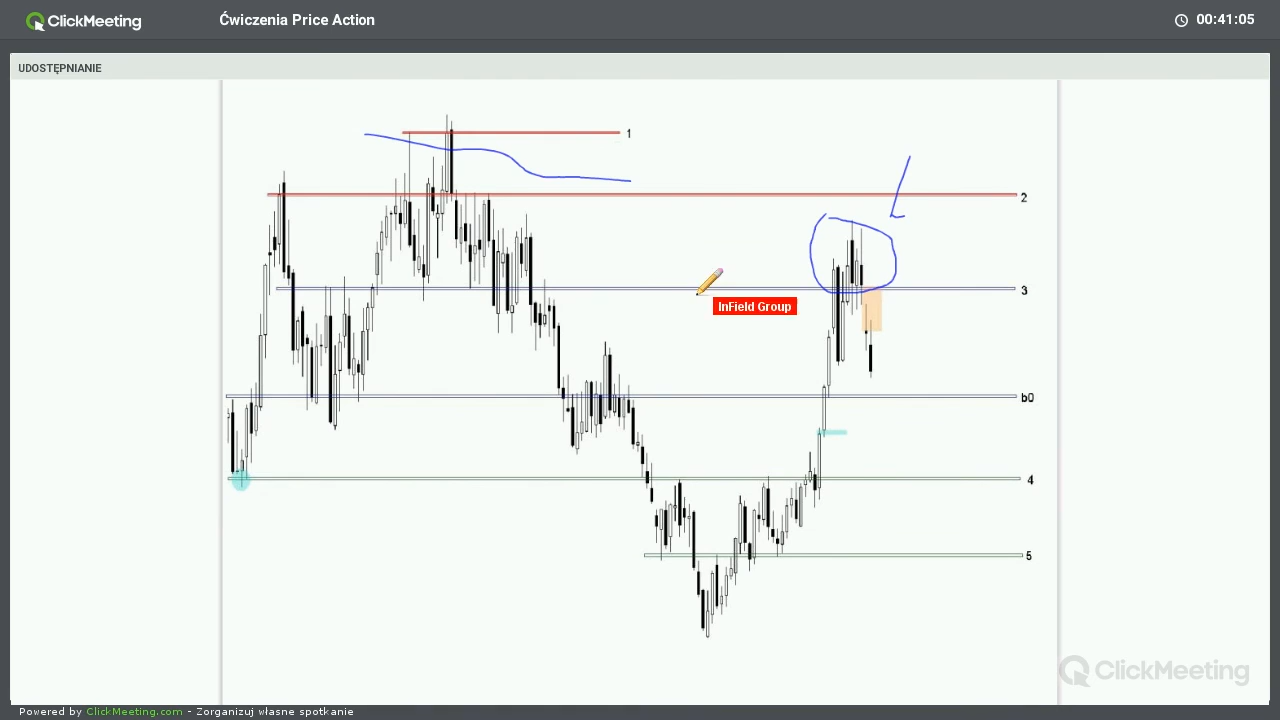 ClickMeeting
Ćwiczenia Price Action
00:41:05
UDOSTĘPNIANIE
1
2
3
InField Group
b0
4
5
ClickMeeting
Powered by ClickMeeting.com - Zorganizuj własne spotkanie